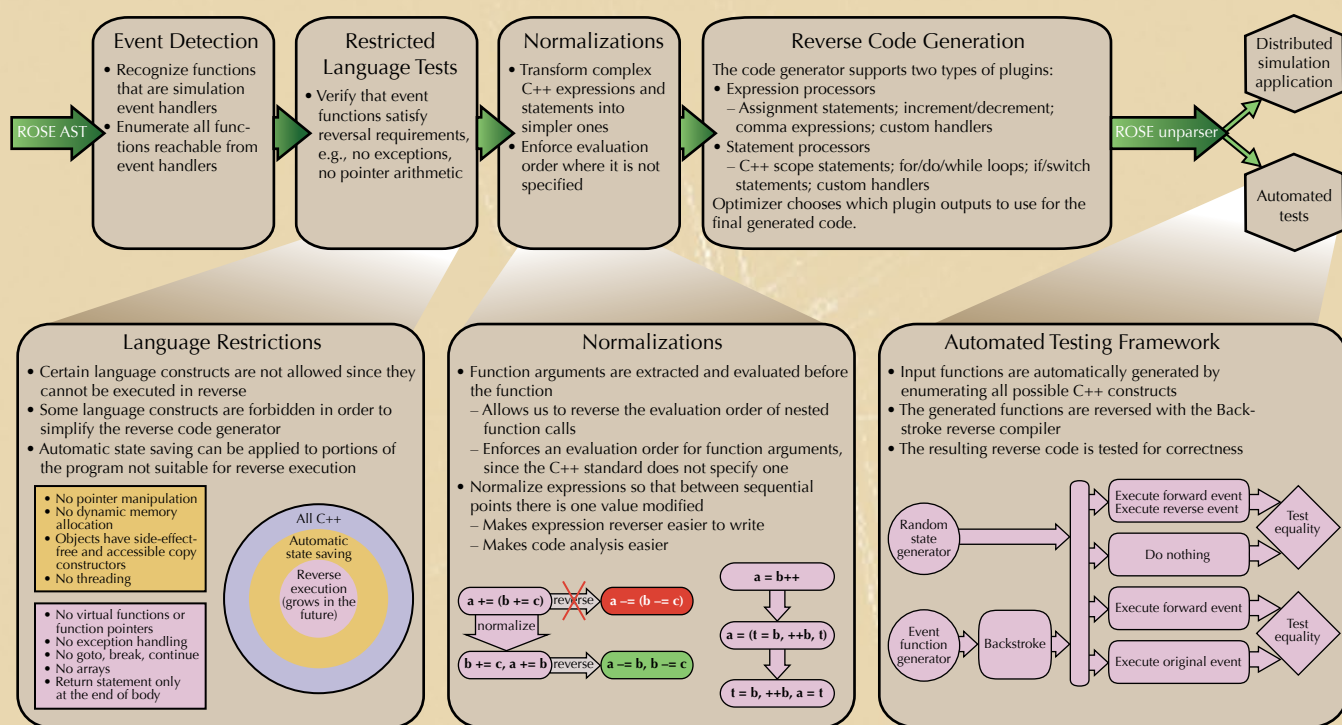 ROSE AST
Event Detection
• Recognize functions
that are simulation
event handlers
• Enumerate all func-
tions reachable from
event handlers
Restricted
Language Tests
• Verify that event
functions satisfy
reversal requirements,
e.g., no exceptions,
no pointer arithmetic
Normalizations
• Transform complex
C++ expressions and
statements into
simpler ones
• Enforce evaluation
order where it is not
specified
Reverse Code Generation
The code generator supports two types of plugins:
• Expression processors
– Assignment statements; increment/decrement;
comma expressions; custom handlers
• Statement processors
– C++ scope statements; for/do/while loops; if/switch
statements; custom handlers
Optimizer chooses which plugin outputs to use for the
final generated code.
ROSE unparser
Distributed
simulation
application
Automated
tests
Language Restrictions
• Certain language constructs are not allowed since they
cannot be executed in reverse
• Some language constructs are forbidden in order to
simplify the reverse code generator
• Automatic state saving can be applied to portions of
the program not suitable for reverse execution
• No pointer manipulation
• No dynamic memory
allocation
• Objects have side-effect-
free and accessible copy
constructors
• No threading
• No virtual functions or
function pointers
• No exception handling
• No goto, break, continue
• No arrays
• Return statement only
at the end of body
All C++
Automatic
state saving
Reverse
execution
(grows in the
future)
Normalizations
• Function arguments are extracted and evaluated before
the function
– Allows us to reverse the evaluation order of nested
function calls
– Enforces an evaluation order for function arguments,
since the C++ standard does not specify one
• Normalize expressions so that between sequential
points there is one value modified
– Makes expression reverser easier to write
– Makes code analysis easier
a += (b += c)
reverse
a –= (b –= c)
normalize
b += c, a += b
reverse
a –= b, b –= c
a = b++
a = (t = b, ++b, t)
t = b, ++b, a = t
Automated Testing Framework
• Input functions are automatically generated by
enumerating all possible C++ constructs
• The generated functions are reversed with the Back-
stroke reverse compiler
• The resulting reverse code is tested for correctness
Random
state
generator
Event
function
generator
Backstroke
Execute forward event
Execute reverse event
Do nothing
Test
equality
Execute forward event
Execute original event
Test
equality